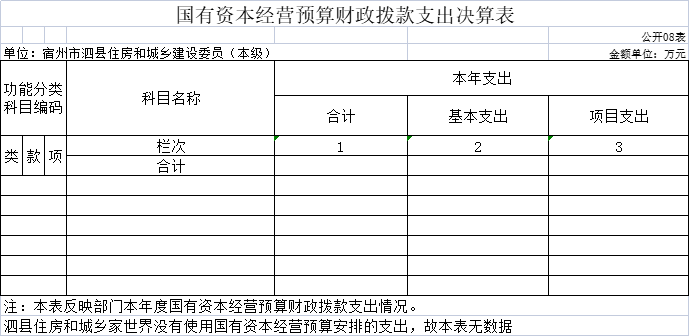 国有资本经营预算财政拨款支出决算表
公开08表
单位：宿州市泗县住房和城乡建设委员（本级） 金额单位：万元
功能分类科目编码 科目名称 本年支出
合计 基本支出 项目支出
类 款 项 栏次 1 2 3
合计
注：本表反映部门本年度国有资本经营预算财政拨款支出情况。
泗县住房和城乡家世界没有使用国有资本经营预算安排的支出，故本表无数据